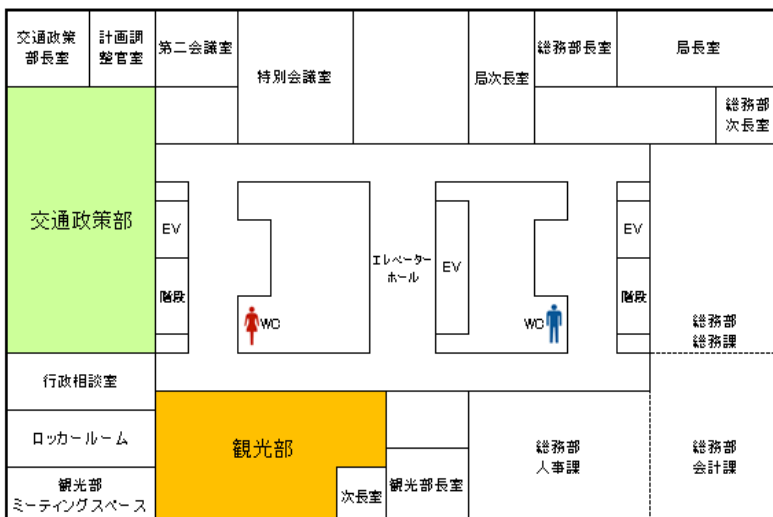 交通政策
部長室
計画調
整官室
第二会議室
特別会議室
局次長室
総務部長室
局長室
総務部
次長室
交通政策部
EV
階段
WC
エレベーター
ホール
EV
WC
EV
階段
総務部
総務課
行政相談室
ロッカールーム
観光部
ミーティングスペース
観光部
次長室
観光部長室
総務部
人事課
総務部
会計課